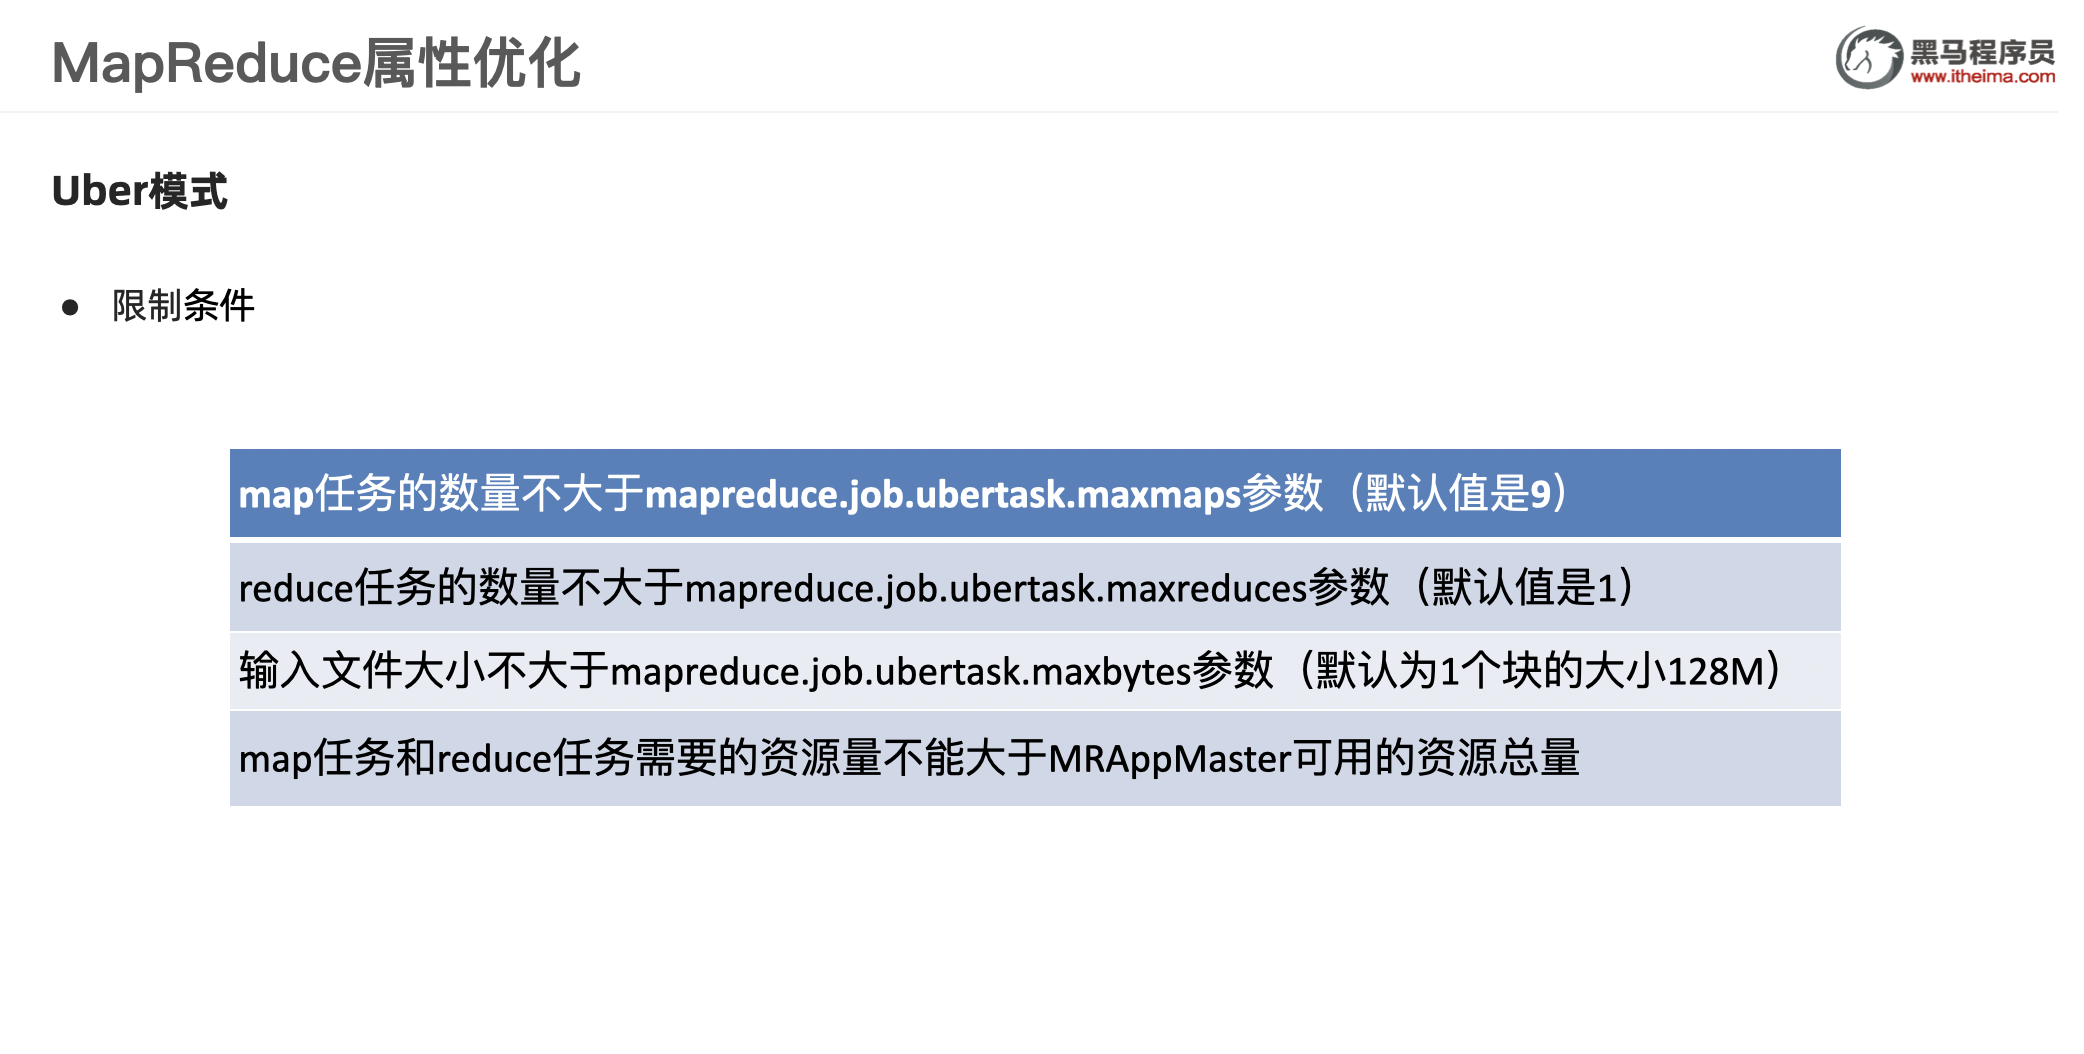 MapReduce属性优化
黑马程序员
www.itheima.com
Uber模式
● 限制条件
map任务的数量不大于mapreduce.job.ubertask.maxmaps参数（默认值是9）
reduce任务的数量不大于mapreduce.job.ubertask.maxreduces参数（默认值是1）
输入文件大小不大于mapreduce.job.ubertask.maxbytes参数（默认为1个块的大小128M）
map任务和reduce任务需要的资源量不能大于MRAppMaster可用的资源总量